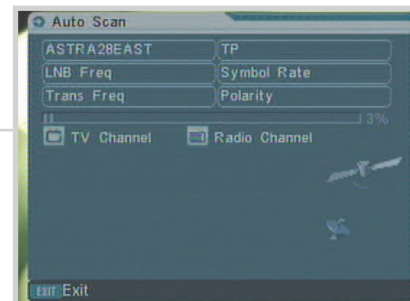 Auto Scan
ASTRA28EAST TP
LNB Freq Symbol Rate
Trans Freq Polarity
3%
TV Channel Radio Channel
EXIT Exit